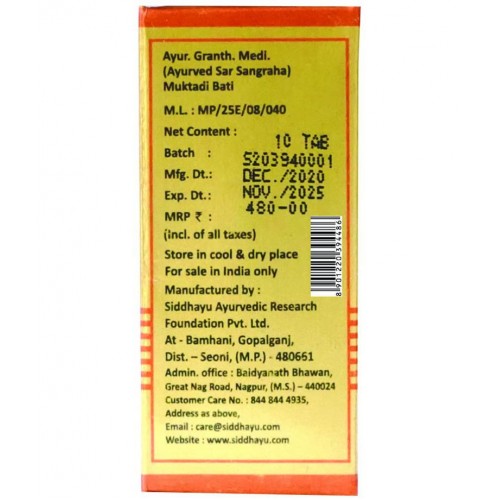 Ayur. Granth. Medi.
(Ayurved Sar Sangraha)
Muktadi Bati
M.L. : MP/25E/08/040
Net Content : 10 TAB
Batch : S203940001
Mfg. Dt.: DEC./2020
Exp. Dt.: NOV./2025
MRP ₹ : 480-00
(incl. of all taxes)
8901220394486
Store in cool & dry place
For sale in India only
Manufactured by :
Siddhayu Ayurvedic Research
Foundation Pvt. Ltd.
At - Bamhani, Gopalganj,
Dist. – Seoni, (M.P.) - 480661
Admin. office : Baidyanath Bhawan,
Great Nag Road, Nagpur, (M.S.) – 440024
Customer Care No. : 844 844 4935,
Address as above,
Email : care@siddhayu.com
Website : www.siddhayu.com